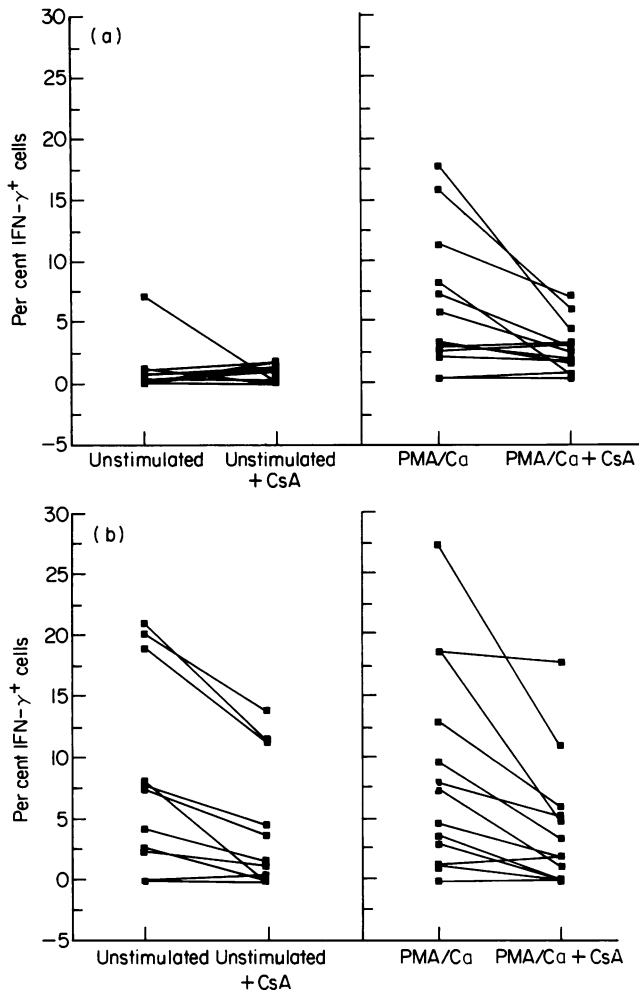 (a)
30
25
20
15
10
5
0
−5
Per cent IFN-γ+ cells
Unstimulated
Unstimulated
+ CsA
PMA/Ca
PMA/Ca + CsA
(b)
30
25
20
15
10
5
0
−5
Per cent IFN-γ+ cells
Unstimulated
Unstimulated
+ CsA
PMA/Ca
PMA/Ca + CsA